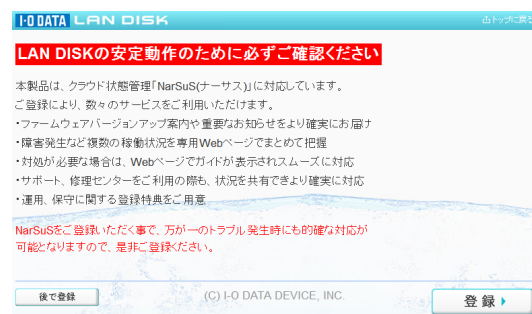 I-O DATA LAN DISK
凸トップに戻る
LAN DISKの安定動作のために必ずご確認ください
本製品は、クラウド状態管理「NarSuS(ナーサス)」に対応しています。
ご登録により、数々のサービスをご利用いただけます。
・ファームウェアバージョンアップ案内や重要なお知らせをより確実にお届け
・障害発生など複数の稼働状況を専用Webページでまとめて把握
・対処が必要な場合は、Webページでガイドが表示されスムーズに対応
・サポート、修理センターをご利用の際も、状況を共有できより確実に対応
・運用、保守に関する登録特典をご用意
NarSuSをご登録いただく事で、万が一のトラブル発生時にも的確な対応が
可能となりますので、是非ご登録ください。
後で登録
(C) I-O DATA DEVICE, INC.
登録